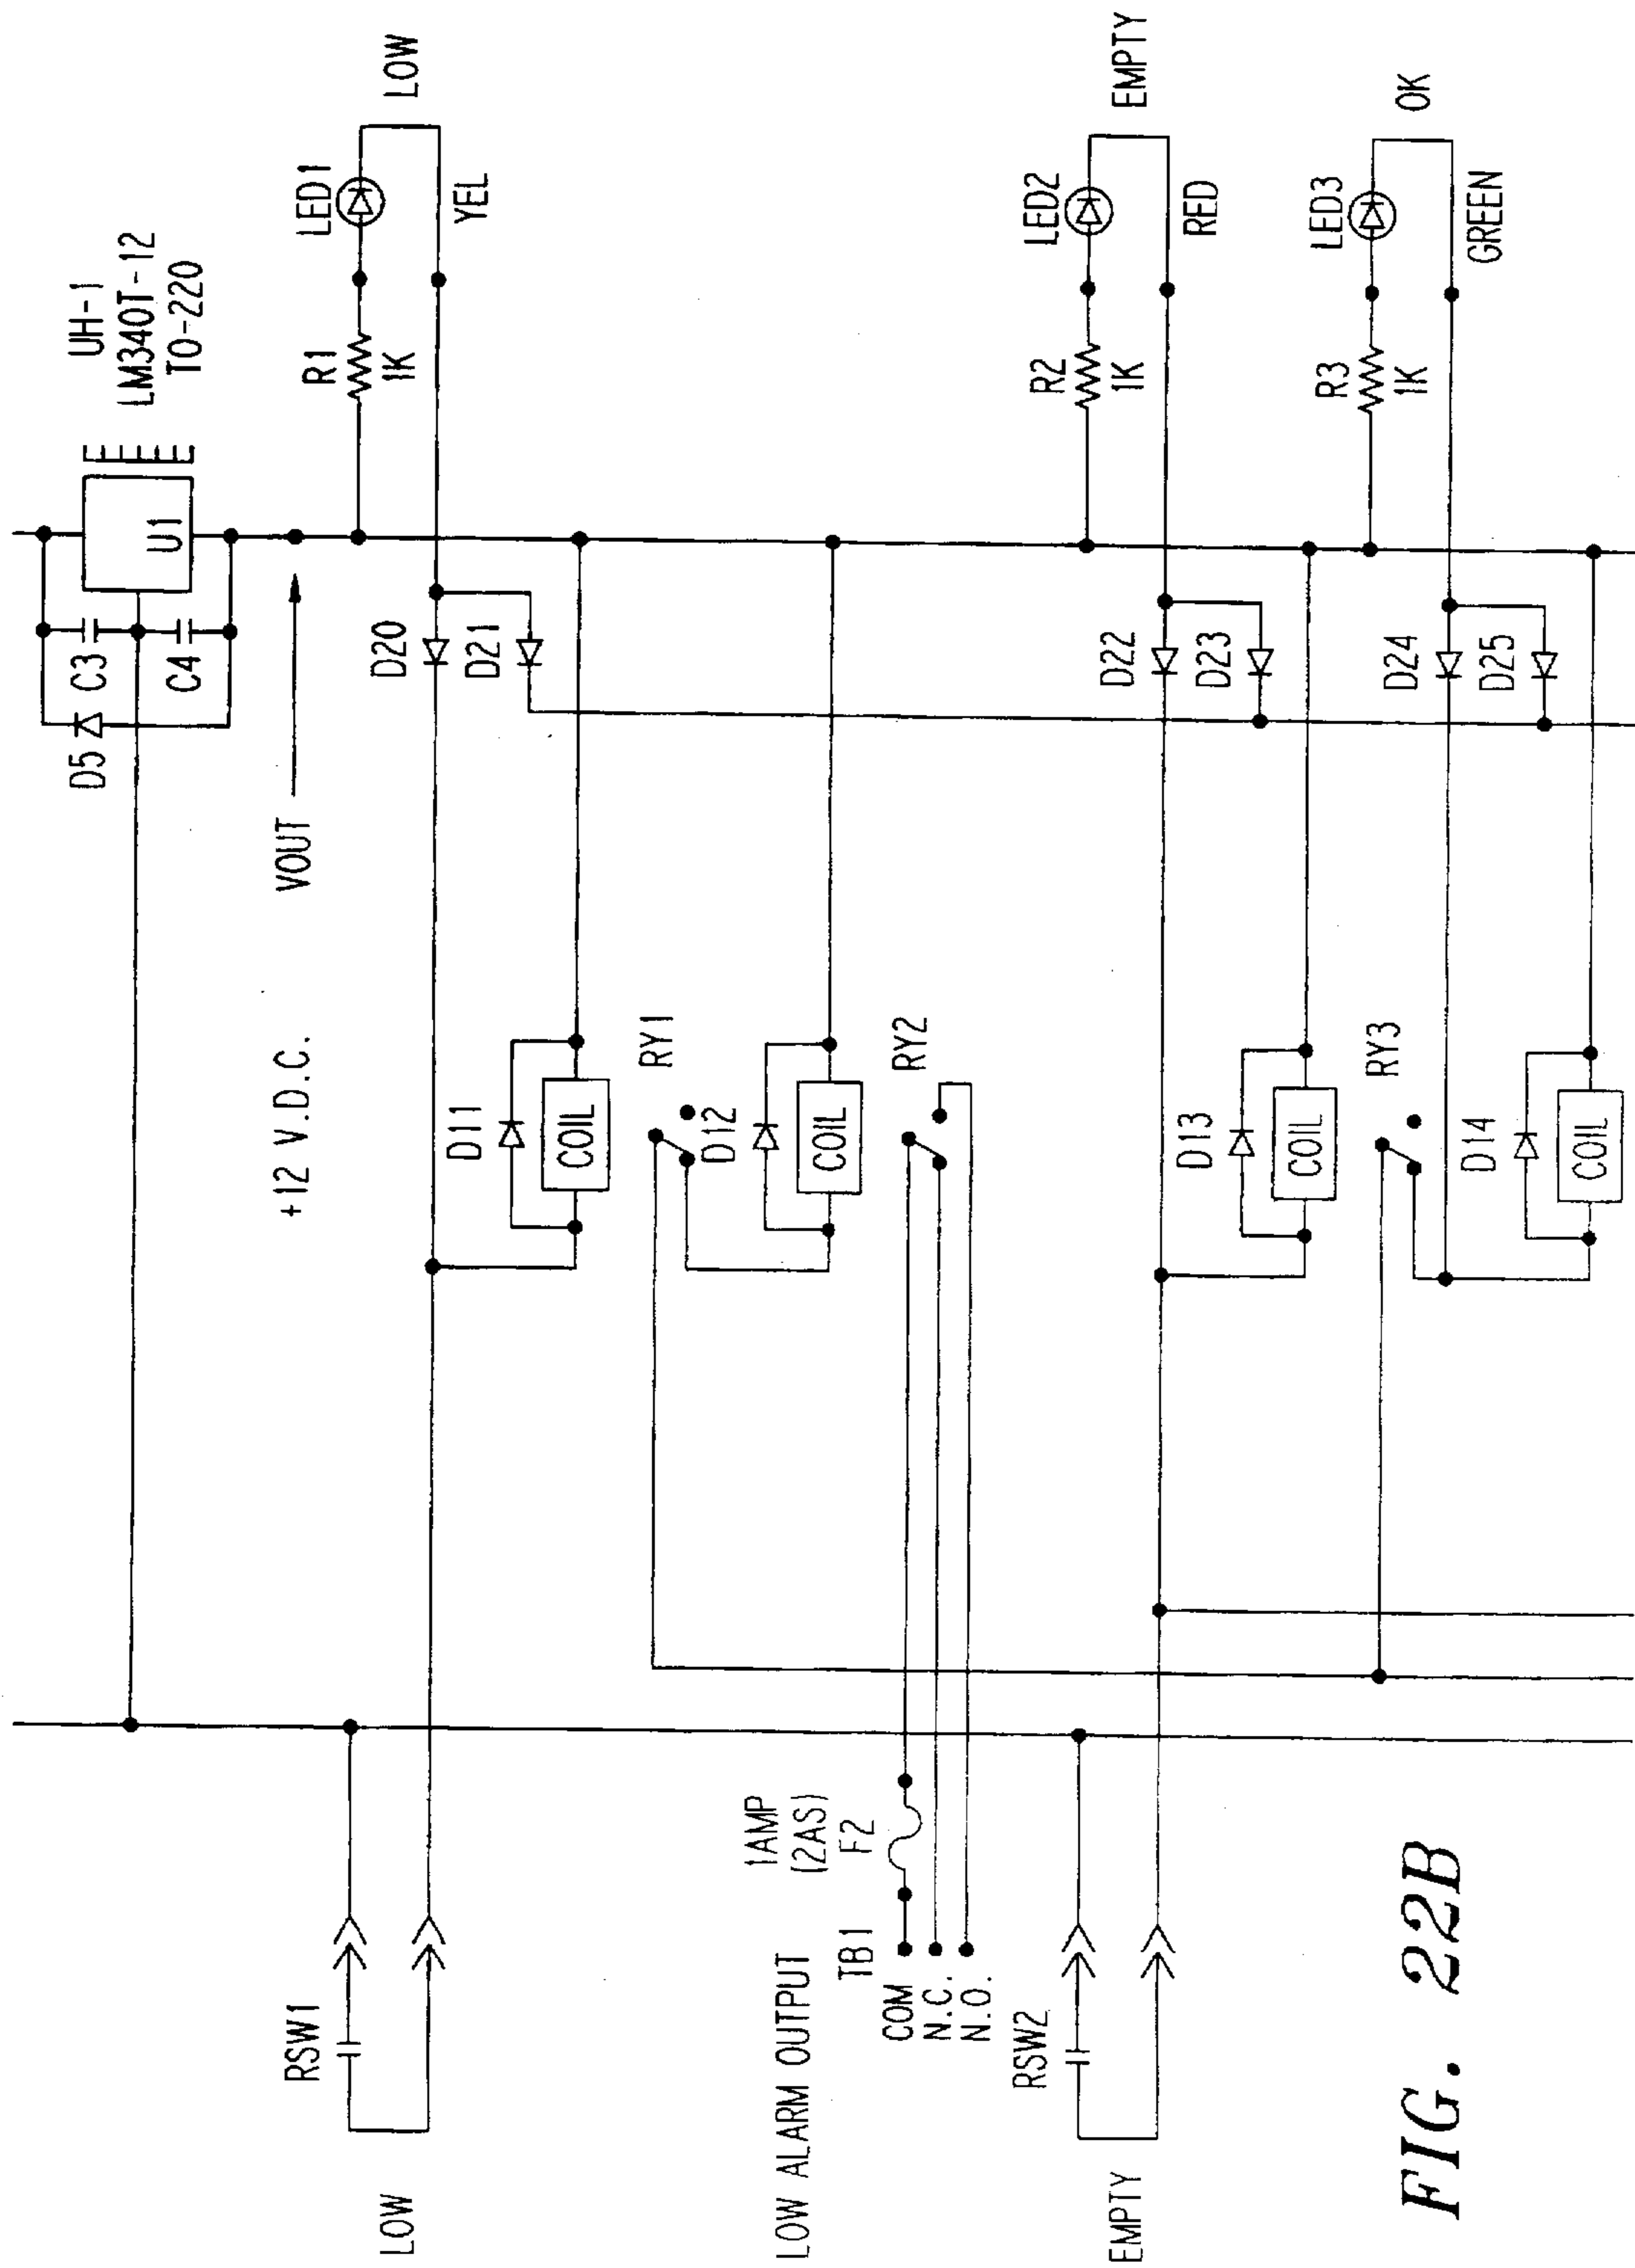 UH-1
LM340T-12
TO-220
U1
C3
C4
D5
+12 V.D.C.
VOUT
R1
1K
LED1
LOW
YEL
D20
D21
RSW1
LOW
D11
COIL
RY1
D12
COIL
RY2
LOW ALARM OUTPUT
TB1
1AMP
(2AS)
F2
COM
N.C.
N.O.
R2
1K
LED2
EMPTY
RED
D22
D23
RSW2
EMPTY
D13
COIL
RY3
R3
1K
LED3
OK
GREEN
D24
D25
D14
COIL
FIG. 22B